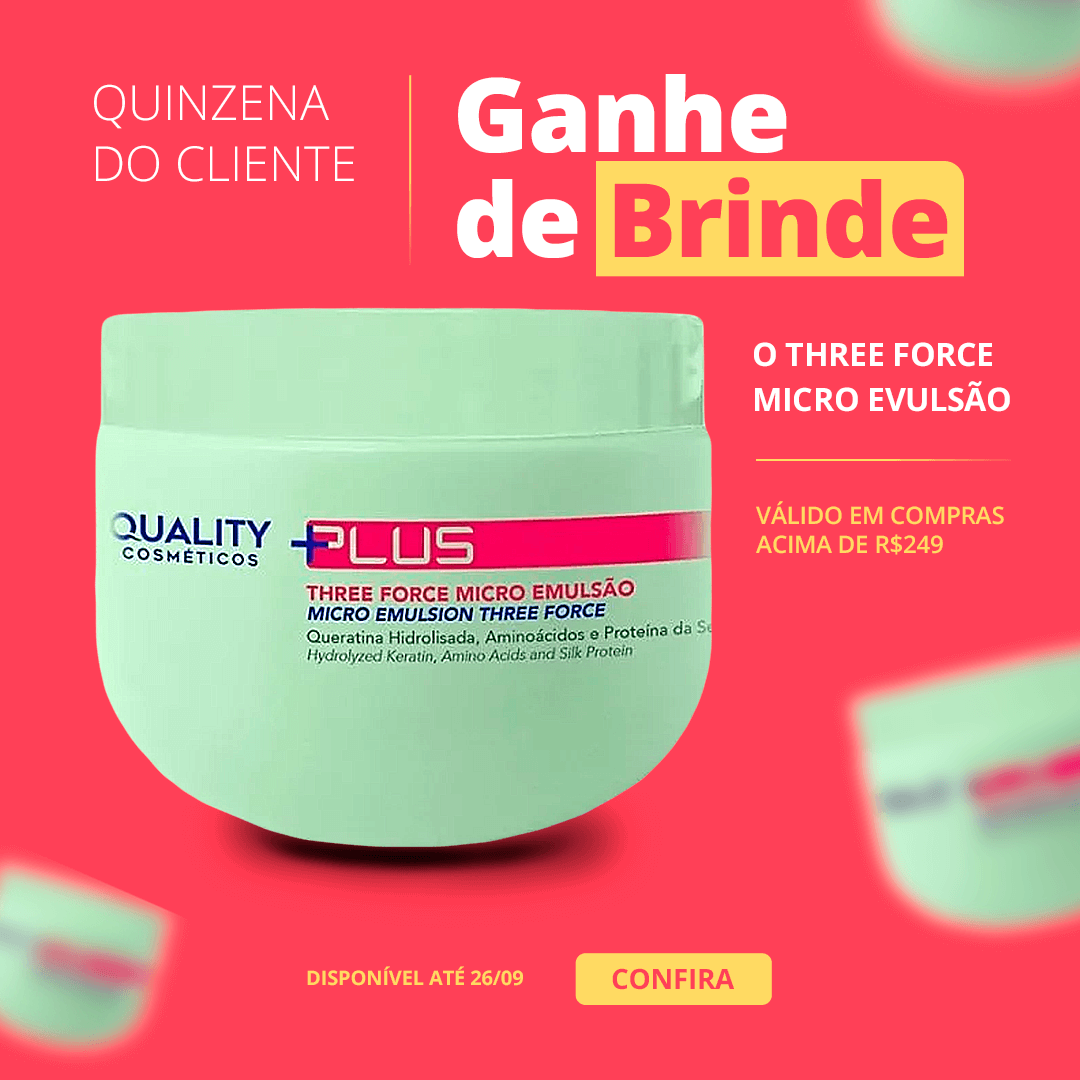 QUINZENA
DO CLIENTE
Ganhe
de Brinde
O THREE FORCE
MICRO EVULSÃO
VÁLIDO EM COMPRAS
ACIMA DE R$249
QUALITY
COSMÉTICOS
+PLUS
THREE FORCE MICRO EMULSÃO
MICRO EMULSION THREE FORCE
Queratina Hidrolisada, Aminoácidos e Proteína da
Hydrolyzed Keratin, Amino Acids and Silk Protein
DISPONÍVEL ATÉ 26/09
CONFIRA